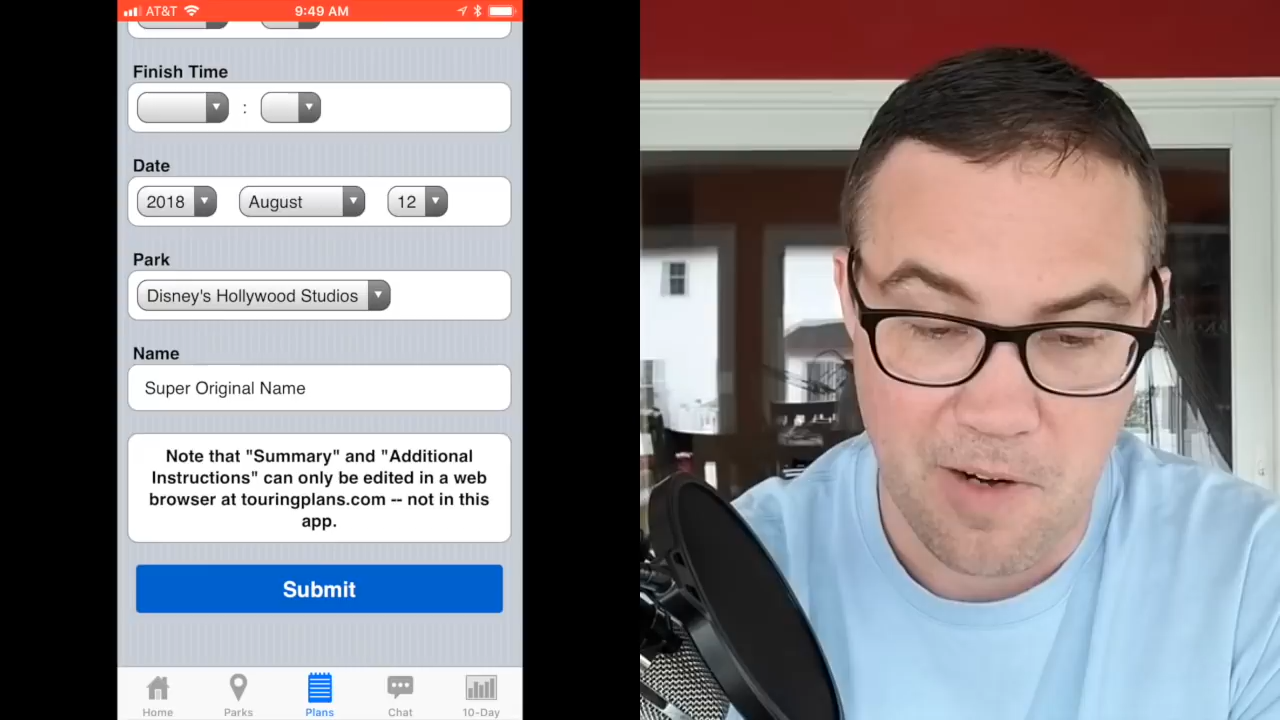 AT&T 9:49 AM
Finish Time
:
Date
2018 August 12
Park
Disney's Hollywood Studios
Name
Super Original Name
Note that "Summary" and "Additional
Instructions" can only be edited in a web
browser at touringplans.com -- not in this
app.
Submit
Home Parks Plans Chat 10-Day